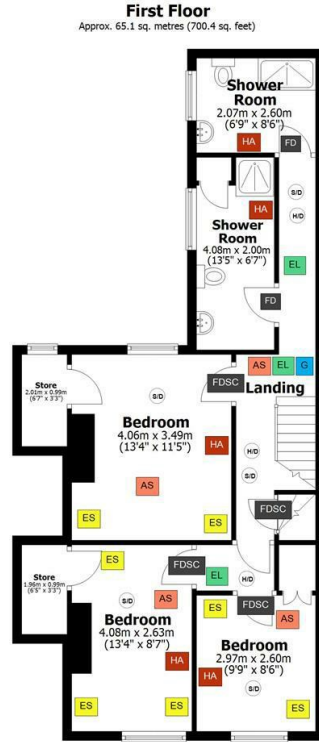 First Floor
Approx. 65.1 sq. metres (700.4 sq. feet)
Shower
Room
2.07m x 2.60m
(6'9" x 8'6")
HA
FD
S/D
H/D
HA
EL
Shower
Room
4.08m x 2.00m
(13'5" x 6'7")
FD
AS
EL
G
Landing
FDSC
Store
2.01m x 0.99m
(6'7" x 3'3")
S/D
Bedroom
4.06m x 3.49m
(13'4" x 11'5")
HA
H/D
S/D
AS
ES
ES
FDSC
Store
1.96m x 0.99m
(6'5" x 3'3")
ES
FDSC
EL
H/D
S/D
AS
FDSC
ES
AS
Bedroom
4.08m x 2.63m
(13'4" x 8'7")
HA
Bedroom
2.97m x 2.60m
(9'9" x 8'6")
HA
S/D
ES
ES
ES